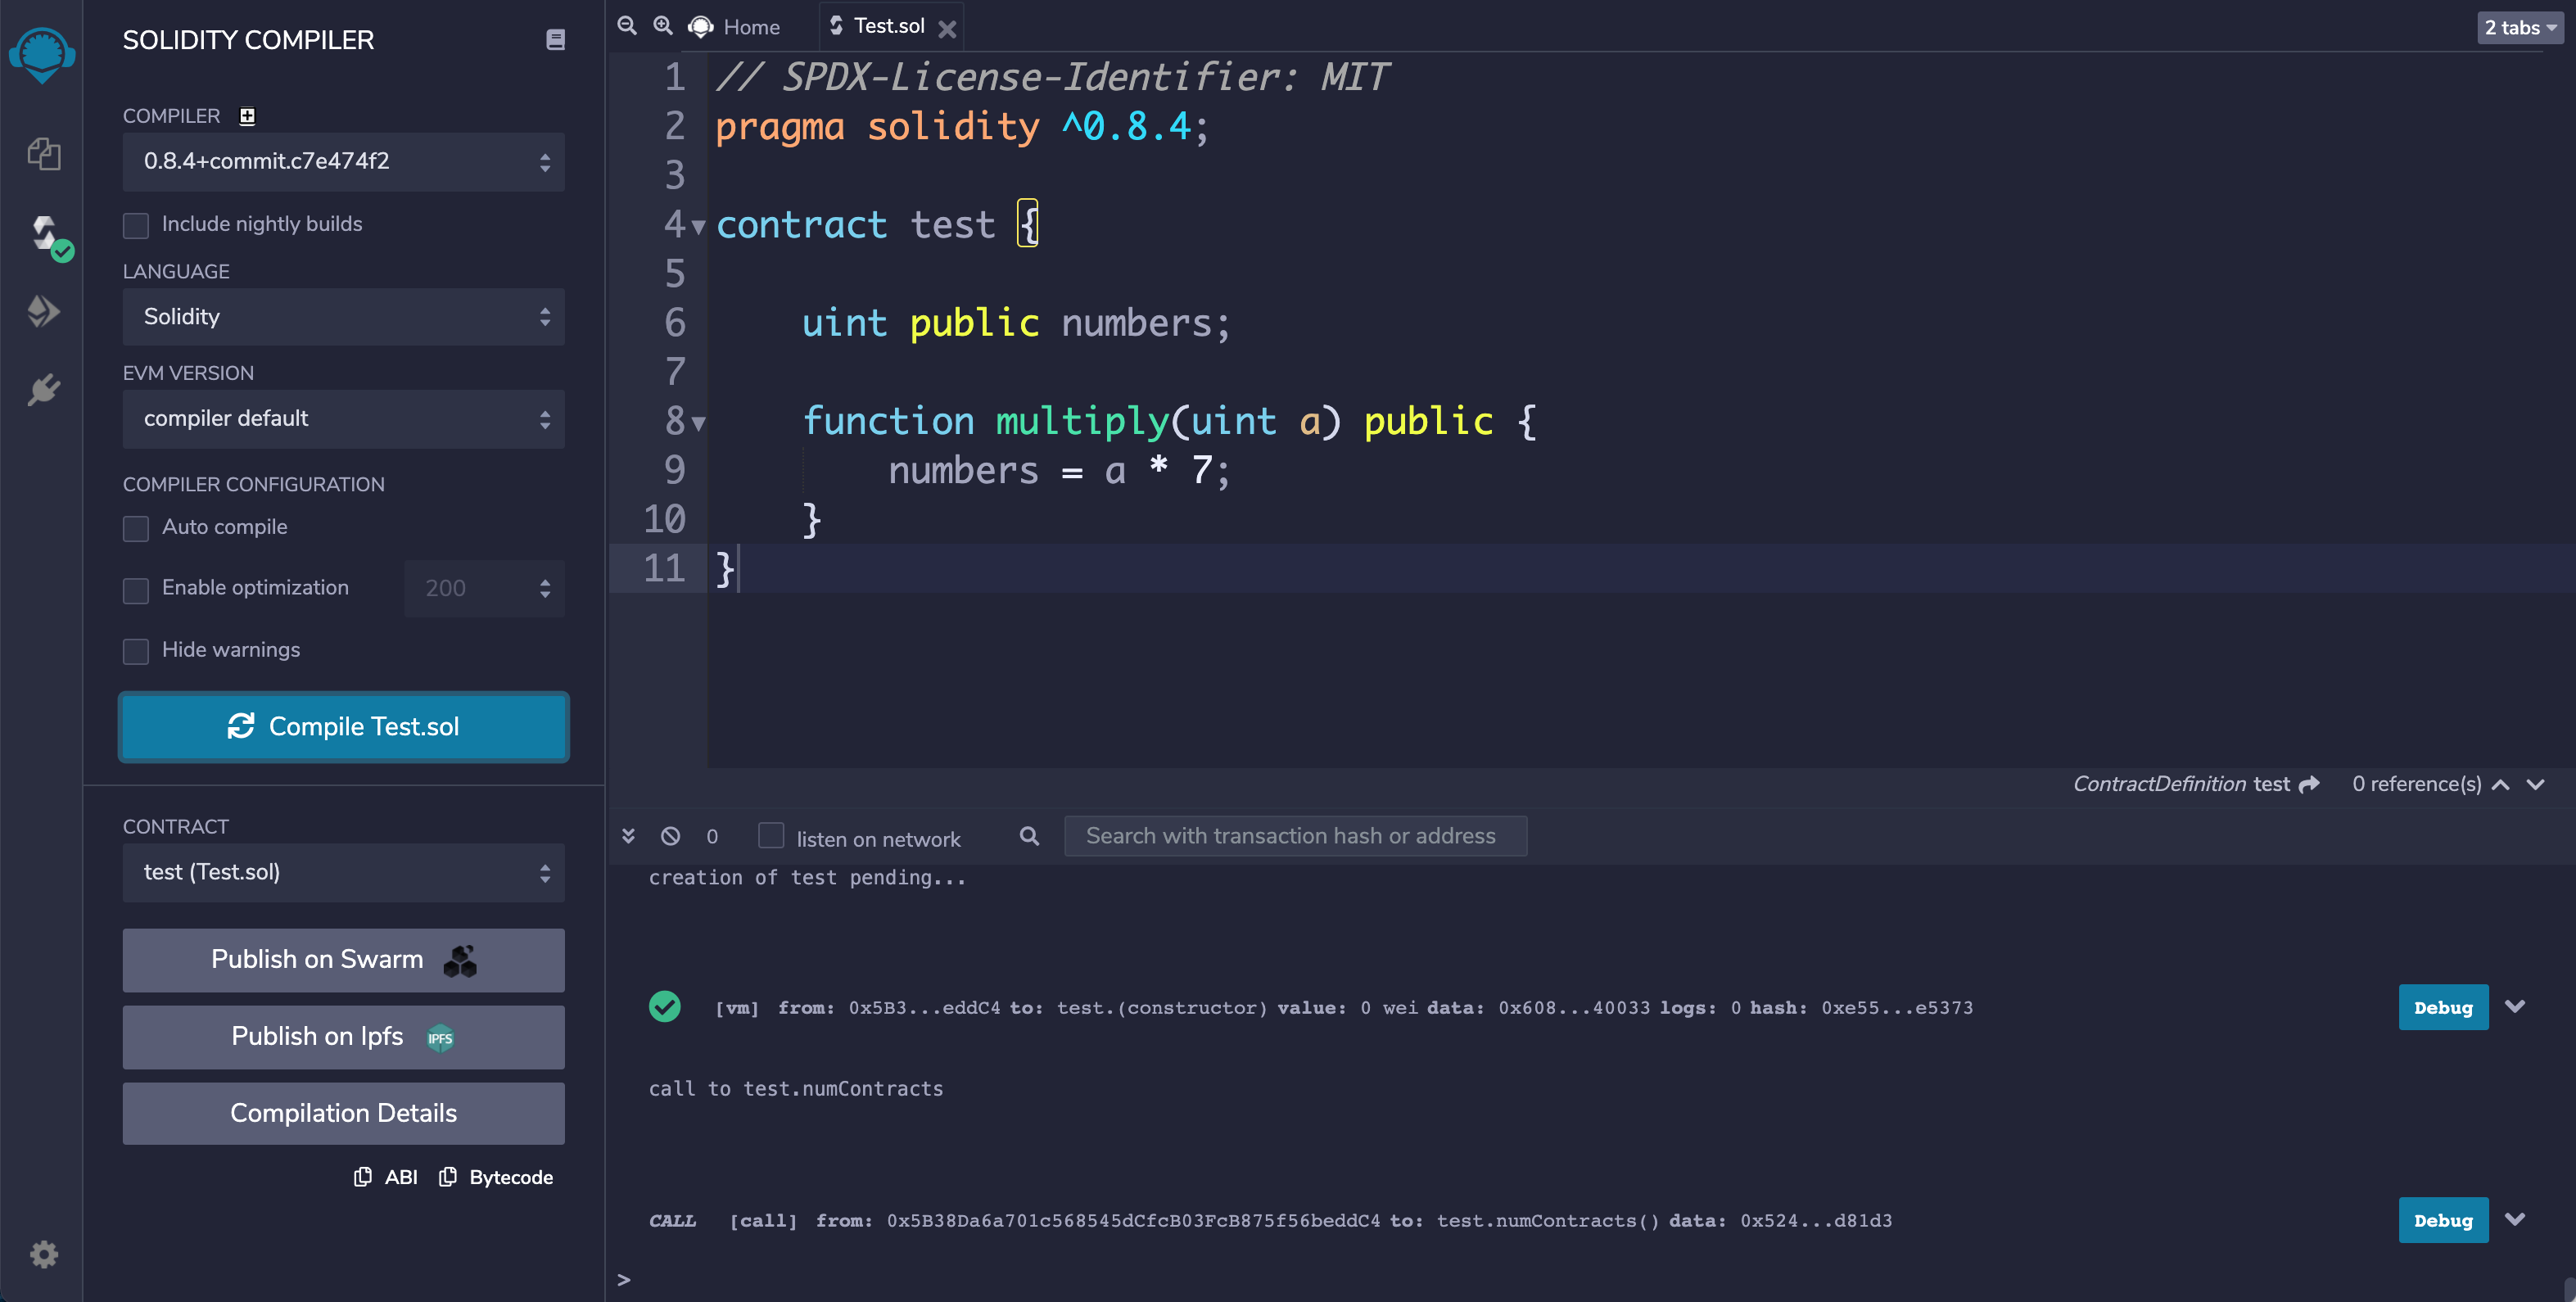 SOLIDITY COMPILER
COMPILER
0.8.4+commit.c7e474f2
Include nightly builds
LANGUAGE
Solidity
EVM VERSION
compiler default
COMPILER CONFIGURATION
Auto compile
Enable optimization 200
Hide warnings
Compile Test.sol
CONTRACT
test (Test.sol)
Publish on Swarm
Publish on Ipfs IPFS
Compilation Details
ABI Bytecode
Home Test.sol 2 tabs
1 // SPDX-License-Identifier: MIT
2 pragma solidity ^0.8.4;
3
4 contract test {
5
6 uint public numbers;
7
8 function multiply(uint a) public {
9 numbers = a * 7;
10 }
11 }
ContractDefinition test 0 reference(s)
0 listen on network Search with transaction hash or address
creation of test pending...
[vm] from: 0x5B3...eddC4 to: test.(constructor) value: 0 wei data: 0x608...40033 logs: 0 hash: 0xe55...e5373 Debug
call to test.numContracts
CALL [call] from: 0x5B38Da6a701c568545dCfcB03FcB875f56beddC4 to: test.numContracts() data: 0x524...d81d3 Debug
>